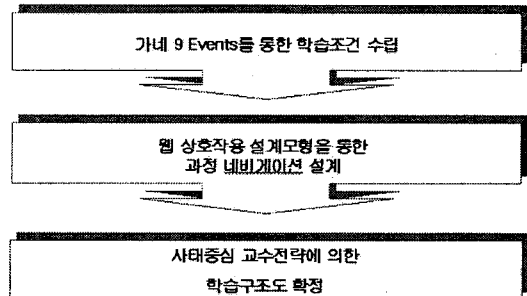 가네 9 Events를 통한 학습조건 수립
웹 상호작용 설계모형을 통한
과정 네비게이션 설계
사태중심 교수전략에 의한
학습구조도 확정